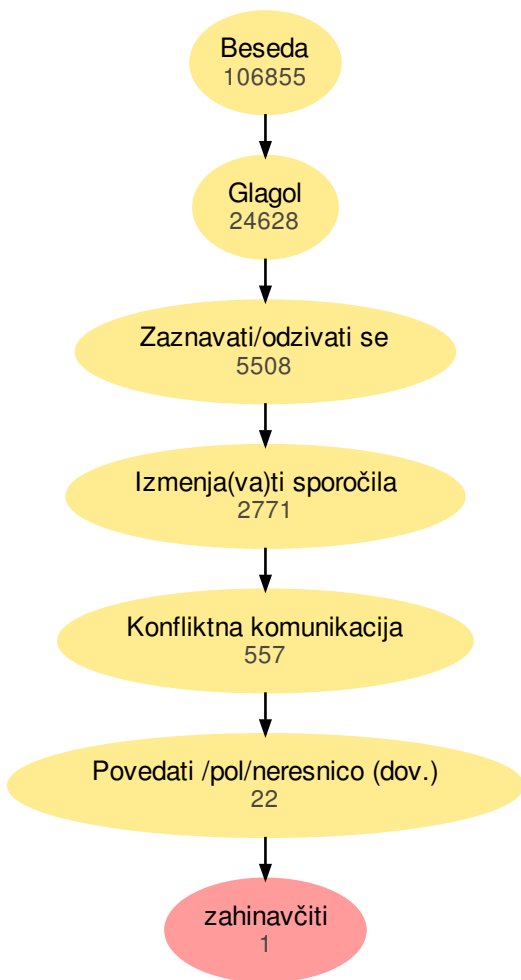 Beseda
106855
Glagol
24628
Zaznavati/odzivati se
5508
Izmenja(va)ti sporočila
2771
Konfliktna komunikacija
557
Povedati /pol/neresnico (dov.)
22
zahinavčiti
1